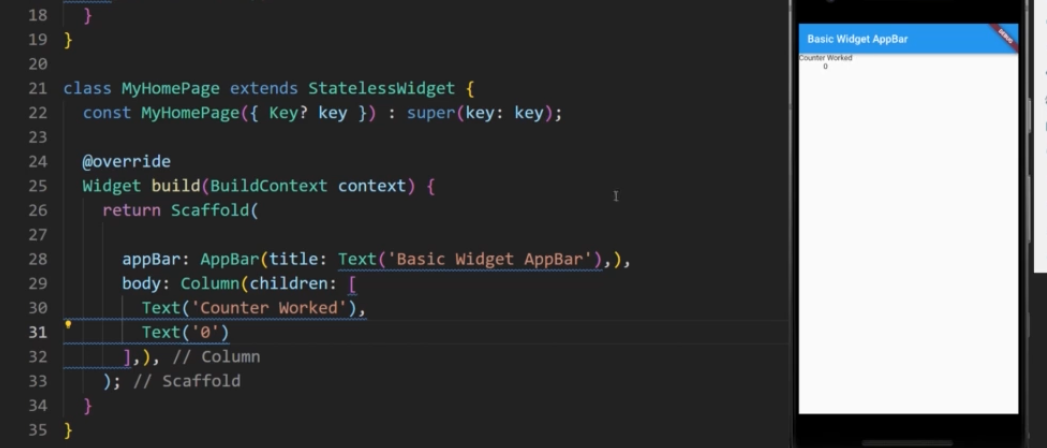 18 }
19 }
20
21 class MyHomePage extends StatelessWidget {
22 const MyHomePage({ Key? key }) : super(key: key);
23
24 @override
25 Widget build(BuildContext context) {
26 return Scaffold(
27
28 appBar: AppBar(title: Text('Basic Widget AppBar'),),
29 body: Column(children: [
30 Text('Counter Worked'),
31 Text('0')
32 ],), // Column
33 ); // Scaffold
34 }
35 }
Basic Widget AppBar
DEBUG
Counter Worked
0